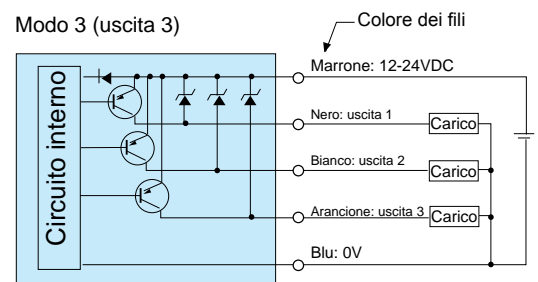 Modo 3 (uscita 3)
Colore dei fili
Circuito interno
Marrone: 12-24VDC
Nero: uscita 1
Carico
Bianco: uscita 2
Carico
Arancione: uscita 3
Carico
Blu: 0V